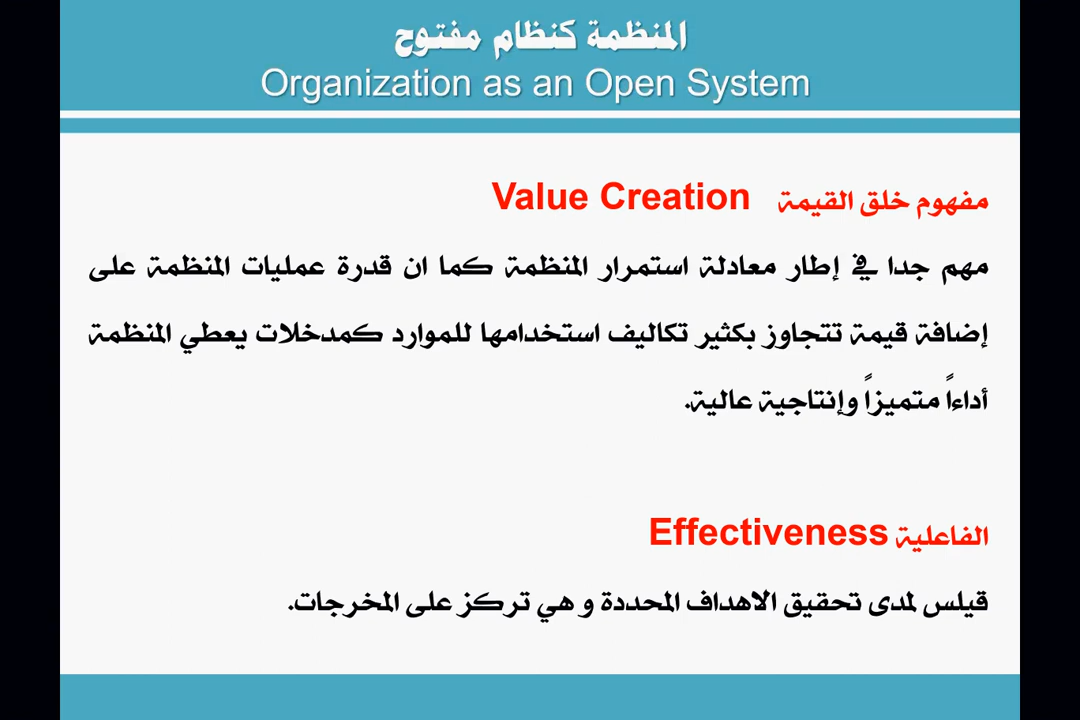 المنظمة كنظام مفتوح
Organization as an Open System
مفهوم خلق القيمة Value Creation
مهم جدا في إطار معادلة استمرار المنظمة كما ان قدرة عمليات المنظمة على
إضافة قيمة تتجاوز بكثير تكاليف استخدامها للموارد كمدخلات يعطي المنظمة
أداءاً متميزاً وإنتاجية عالية.
الفاعلية Effectiveness
قيلس لمدى تحقيق الاهداف المحددة و هي تركز على المخرجات.